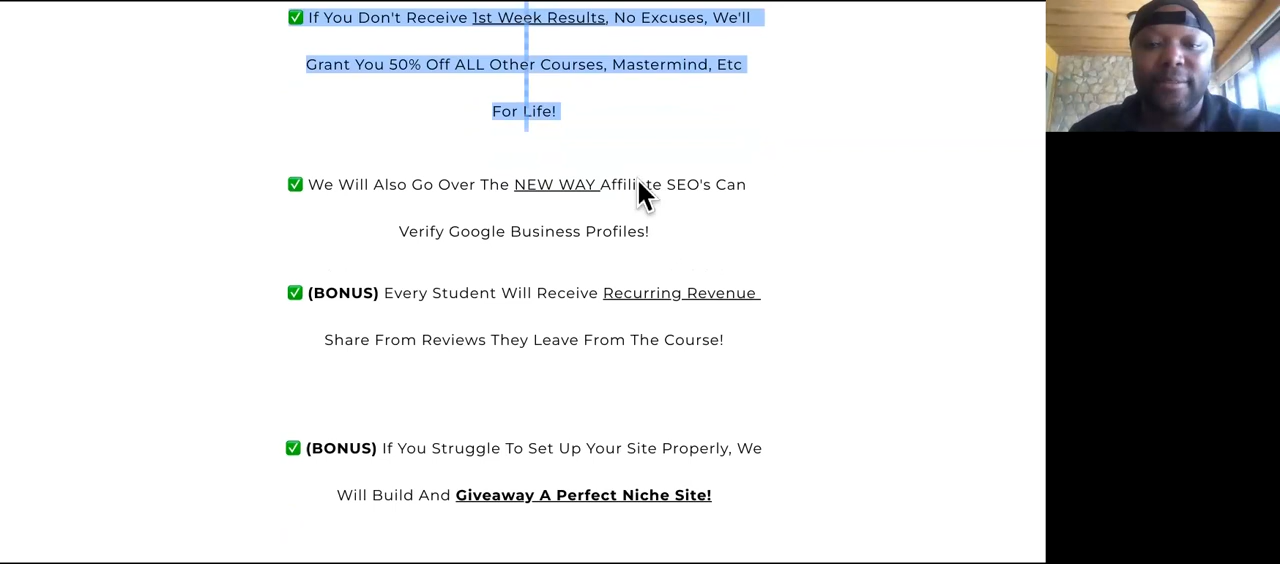 ✅ If You Don't Receive 1st Week Results, No Excuses, We'll
Grant You 50% Off ALL Other Courses, Mastermind, Etc
For Life!
✅ We Will Also Go Over The NEW WAY Affiliate SEO's Can
Verify Google Business Profiles!
✅ (BONUS) Every Student Will Receive Recurring Revenue
Share From Reviews They Leave From The Course!
✅ (BONUS) If You Struggle To Set Up Your Site Properly, We
Will Build And Giveaway A Perfect Niche Site!